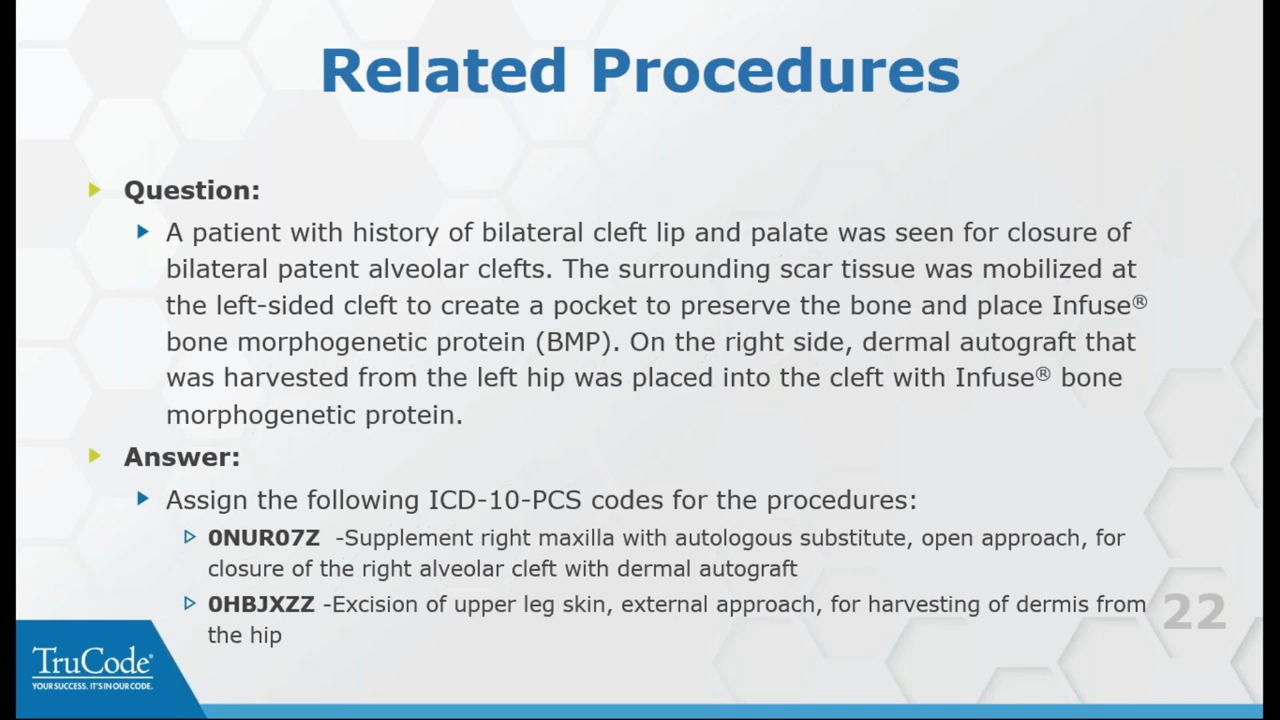 Related Procedures
Question:
A patient with history of bilateral cleft lip and palate was seen for closure of
bilateral patent alveolar clefts. The surrounding scar tissue was mobilized at
the left-sided cleft to create a pocket to preserve the bone and place Infuse®
bone morphogenetic protein (BMP). On the right side, dermal autograft that
was harvested from the left hip was placed into the cleft with Infuse® bone
morphogenetic protein.
Answer:
Assign the following ICD-10-PCS codes for the procedures:
0NUR07Z -Supplement right maxilla with autologous substitute, open approach, for
closure of the right alveolar cleft with dermal autograft
0HBJXZZ -Excision of upper leg skin, external approach, for harvesting of dermis from
the hip
22
TruCode®
YOUR SUCCESS. IT'S IN OUR CODE.